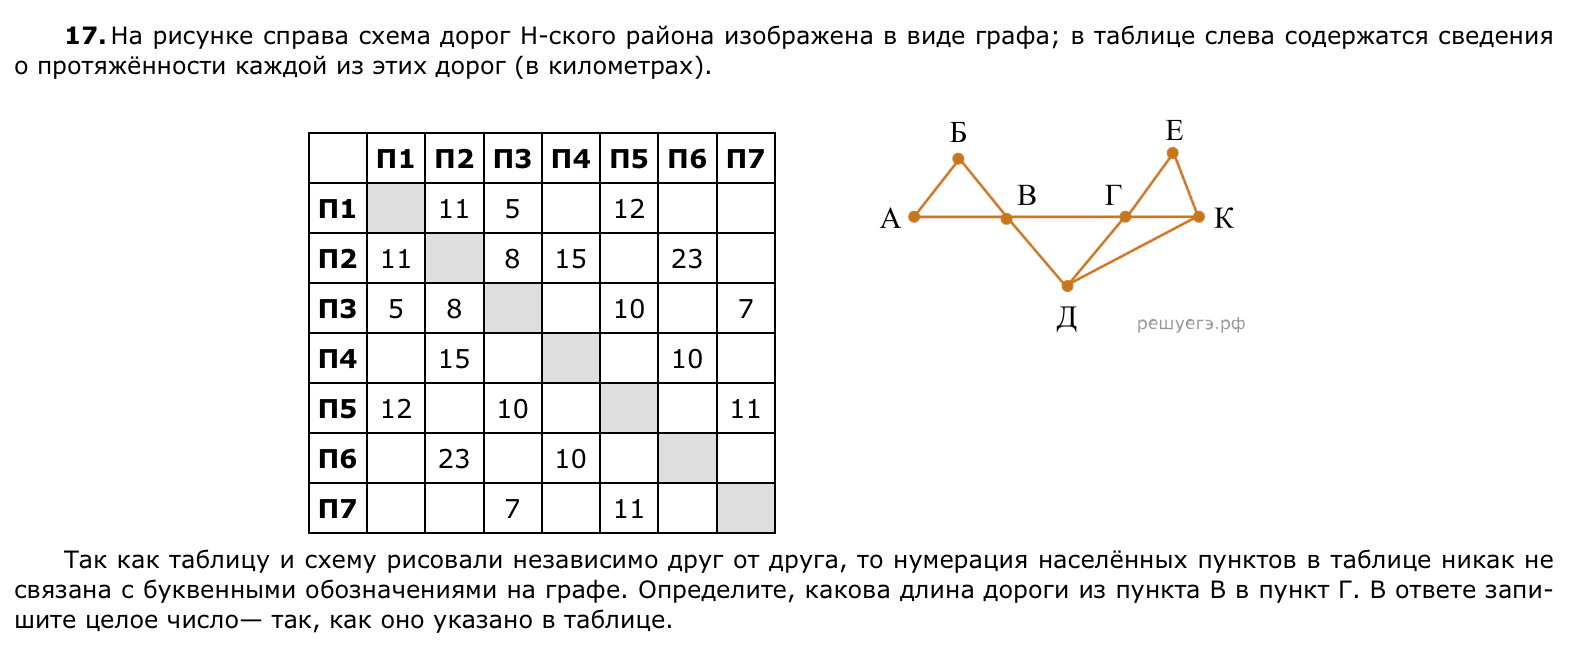 17. На рисунке справа схема дорог Н-ского района изображена в виде графа; в таблице слева содержатся сведения
о протяжённости каждой из этих дорог (в километрах).
П1 П2 П3 П4 П5 П6 П7
П1 11 5 12
П2 11 8 15 23
П3 5 8 10 7
П4 15 10
П5 12 10 11
П6 23 10
П7 7 11
Б Е
В Г
А К
Д
решуегэ.рф
Так как таблицу и схему рисовали независимо друг от друга, то нумерация населённых пунктов в таблице никак не
связана с буквенными обозначениями на графе. Определите, какова длина дороги из пункта В в пункт Г. В ответе запи-
шите целое число— так, как оно указано в таблице.